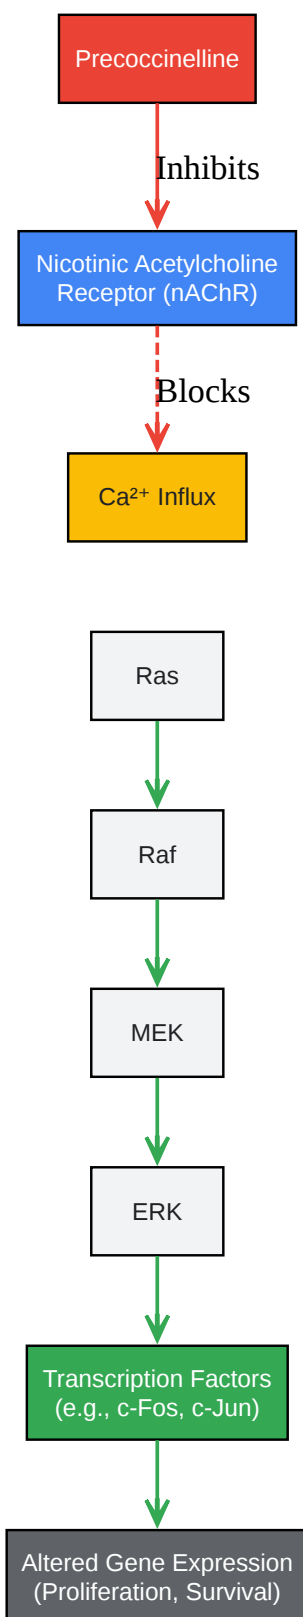 Precoccinelline
Inhibits
Nicotinic Acetylcholine
Receptor (nAChR)
Blocks
Ca²⁺ Influx
Ras
Raf
MEK
ERK
Transcription Factors
(e.g., c-Fos, c-Jun)
Altered Gene Expression
(Proliferation, Survival)